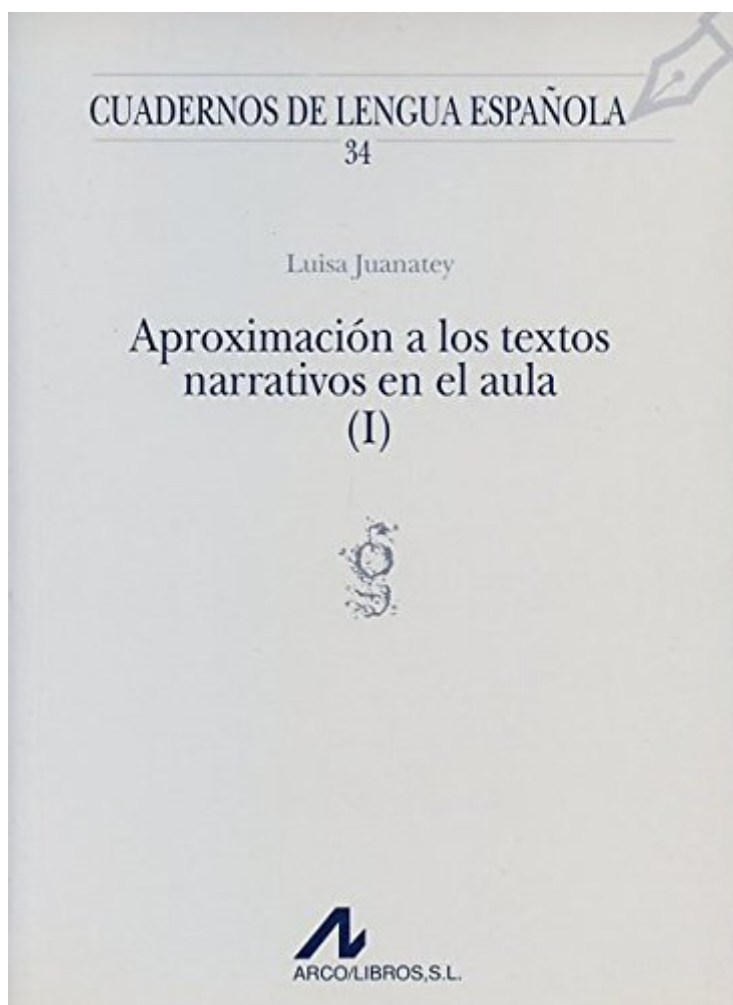 CUADERNOS DE LENGUA ESPAÑOLA
34
Luisa Juanatey
Aproximación a los textos
narrativos en el aula
(I)
ARCO/LIBROS,S.L.